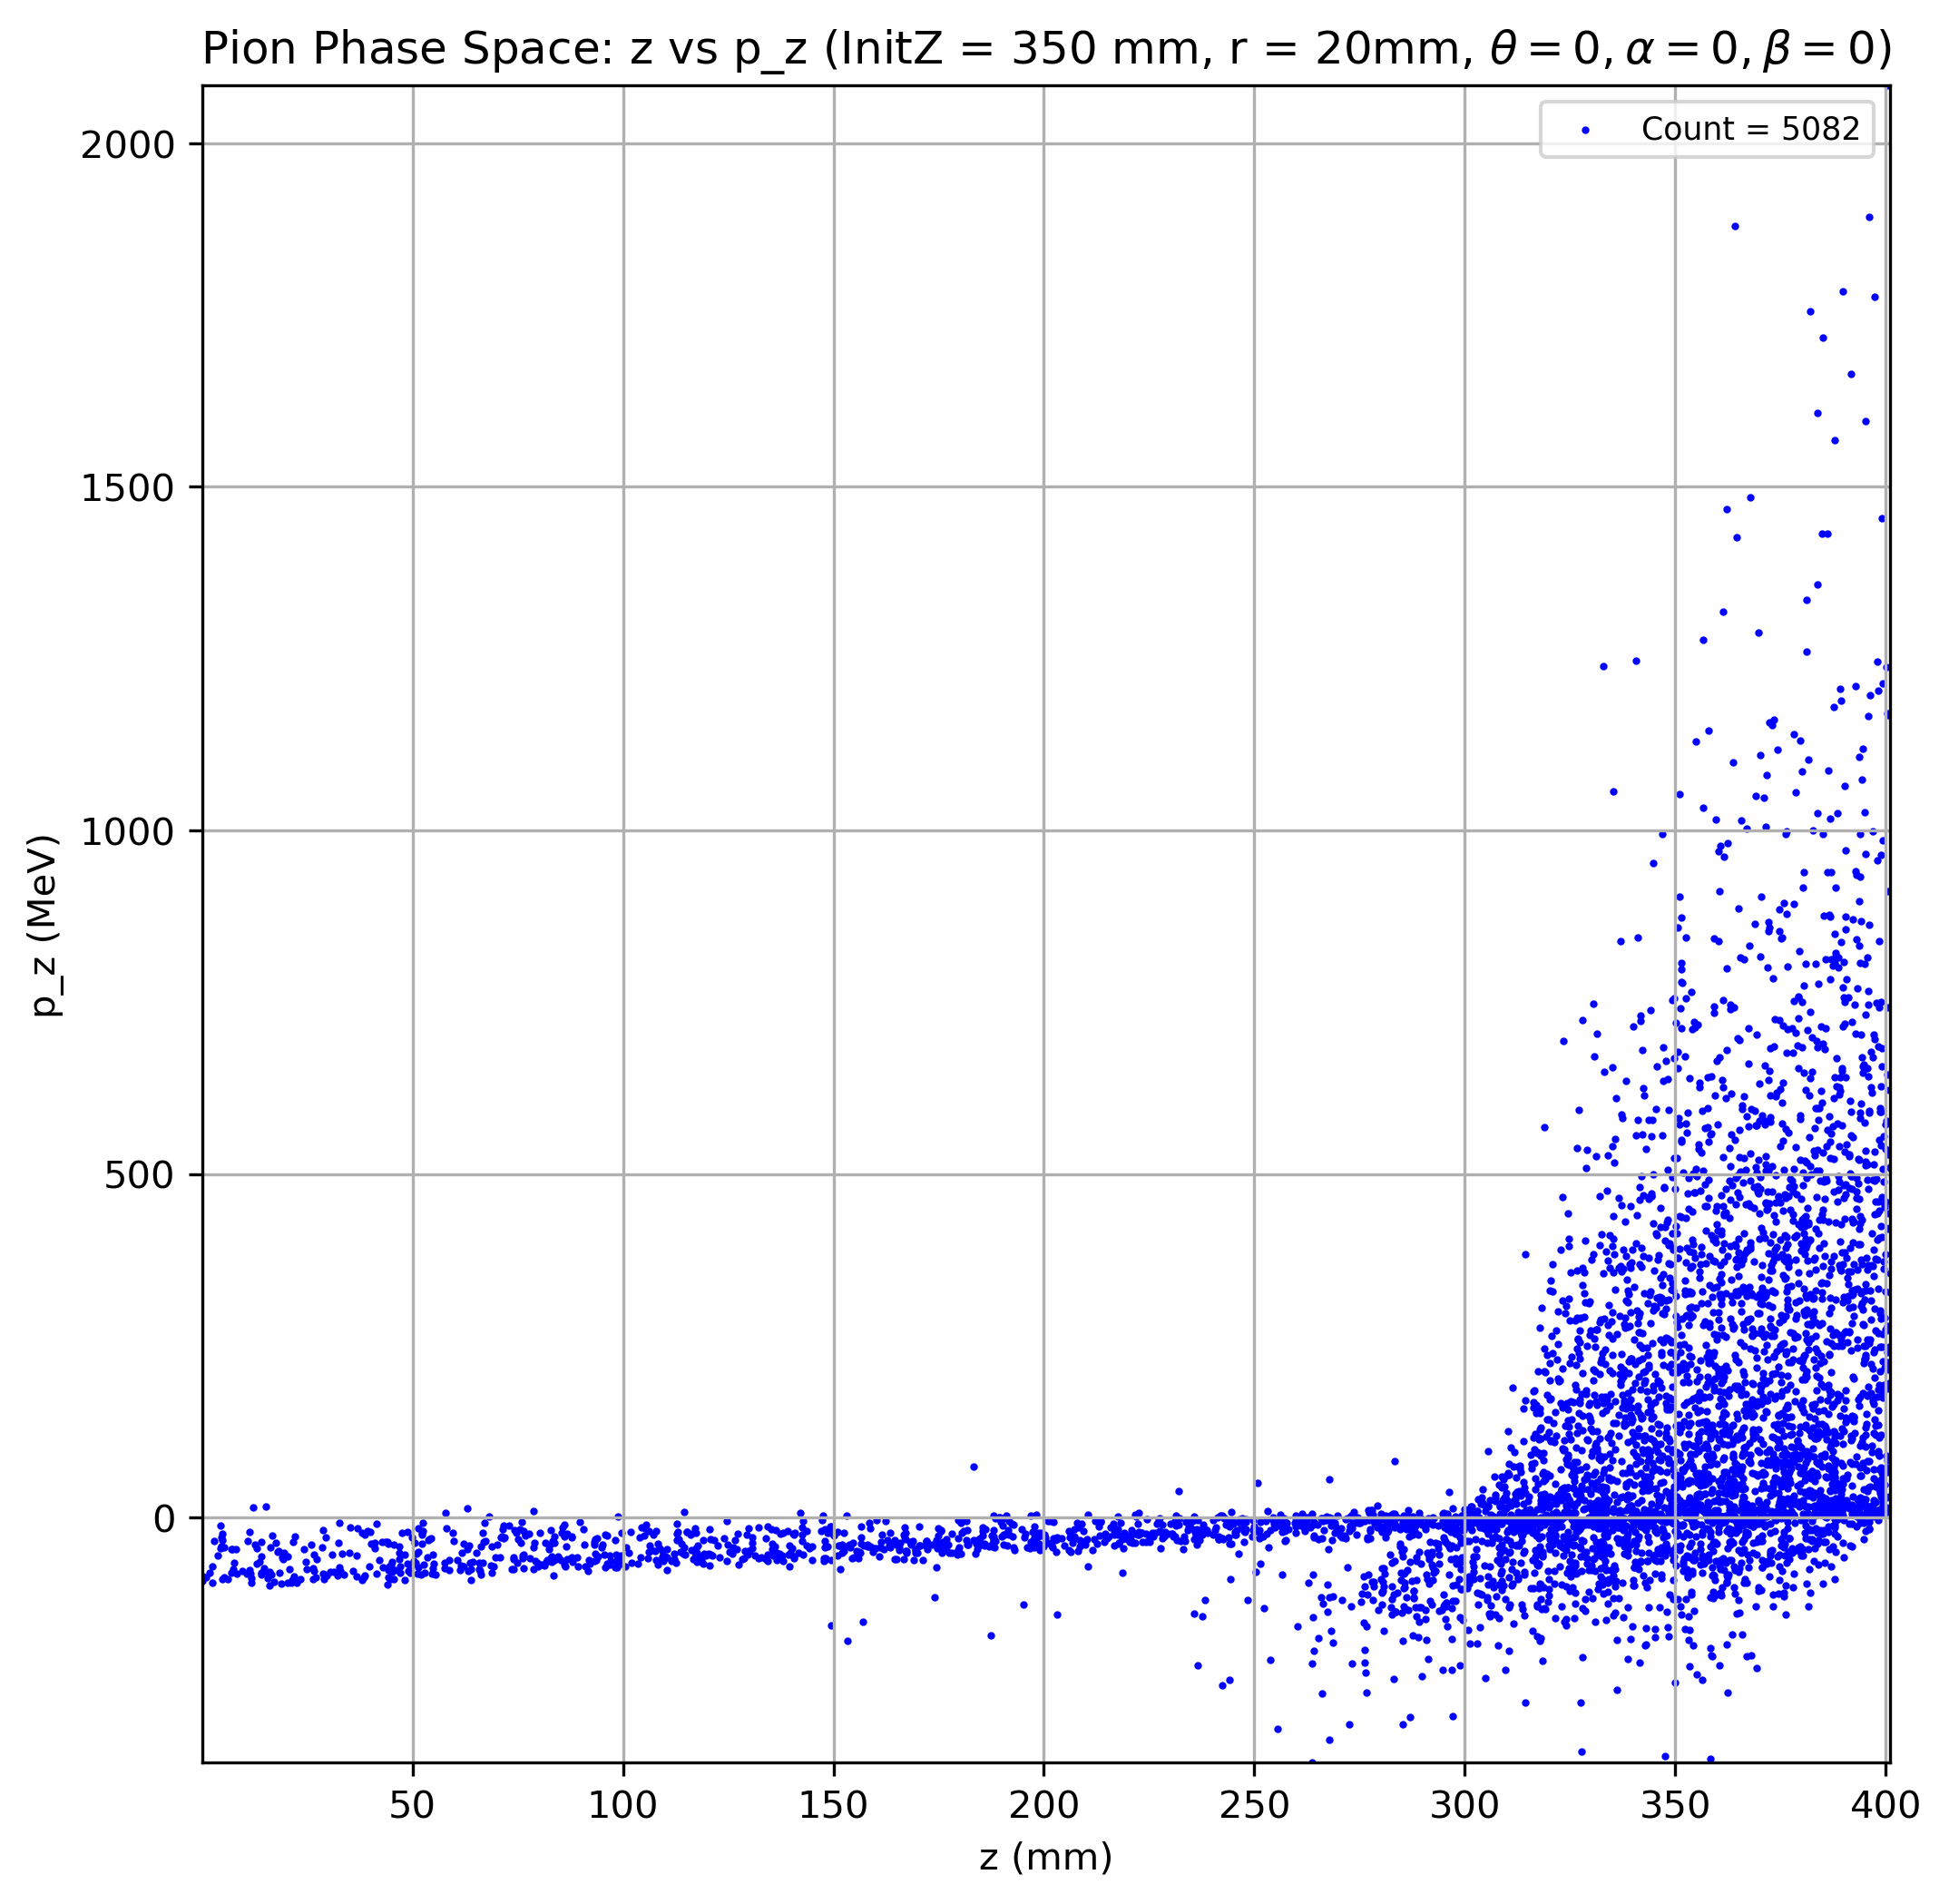 Pion Phase Space: z vs p_z (InitZ = 350 mm, r = 20mm, θ = 0, α = 0, β = 0)
Count = 5082
2000
1500
1000
500
0
p_z (MeV)
50 100 150 200 250 300 350 400
z (mm)